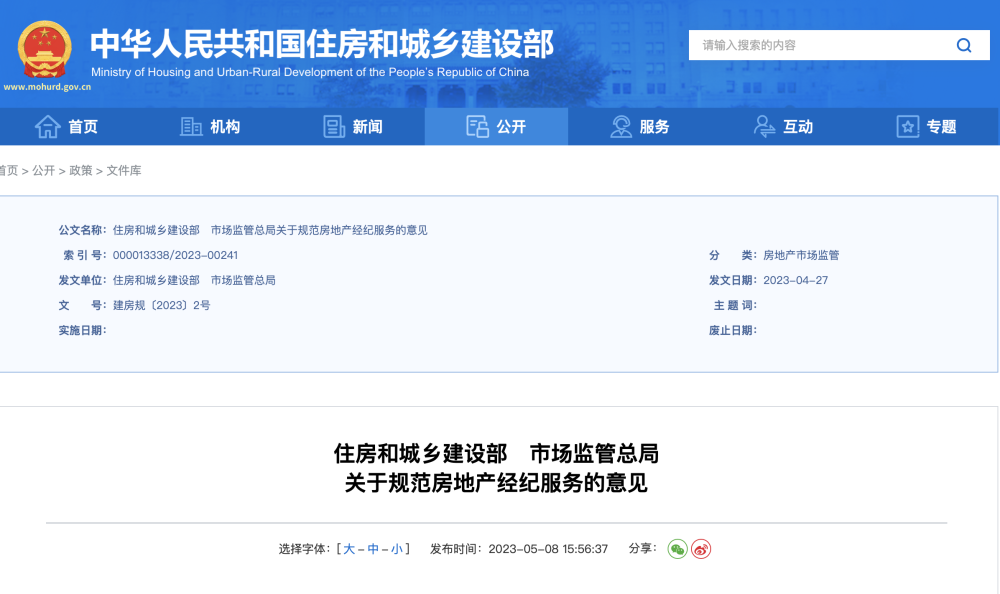 中华人民共和国住房和城乡建设部
Ministry of Housing and Urban-Rural Development of the People's Republic of China
www.mohurd.gov.cn
请输入搜索的内容
首页 机构 新闻 公开 服务 互动 专题
首页 > 公开 > 政策 > 文件库
公文名称： 住房和城乡建设部 市场监管总局关于规范房地产经纪服务的意见
索 引 号： 000013338/2023-00241 分 类： 房地产市场监管
发文单位： 住房和城乡建设部 市场监管总局 发文日期： 2023-04-27
文 号： 建房规〔2023〕2号 主 题 词：
实施日期： 废止日期：
住房和城乡建设部 市场监管总局
关于规范房地产经纪服务的意见
选择字体：[ 大 - 中 - 小 ] 发布时间：2023-05-08 15:56:37 分享：